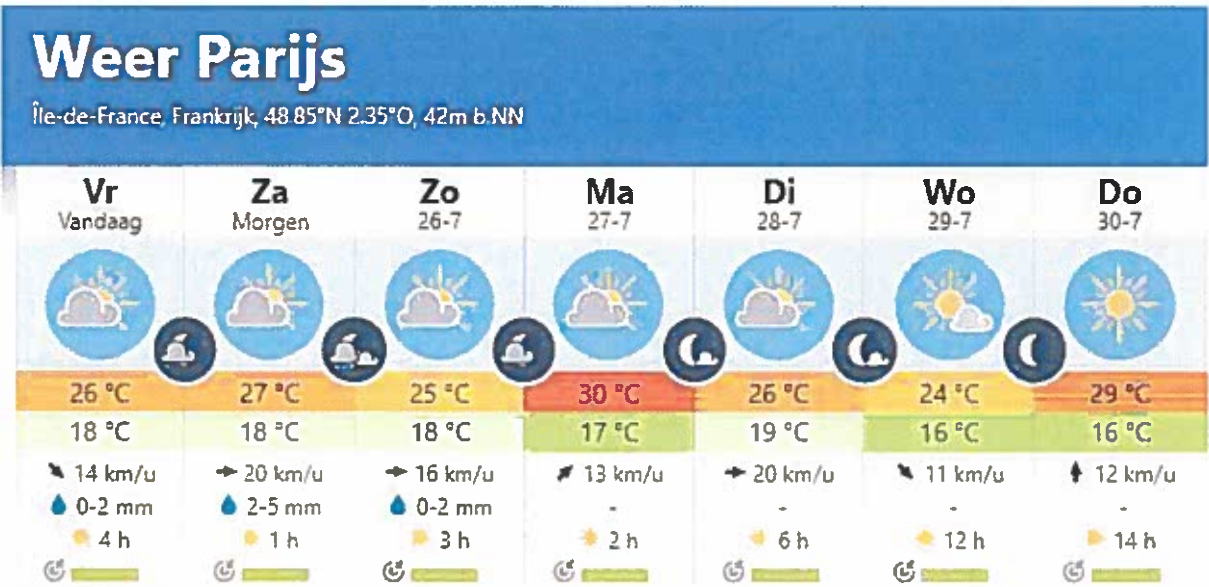 Weer Parijs
Île-de-France, Frankrijk, 48.85°N 2.35°O, 42m b.NN
Vr Za Zo Ma Di Wo Do
Vandaag Morgen 26-7 27-7 28-7 29-7 30-7
26 °C 27 °C 25 °C 30 °C 26 °C 24 °C 29 °C
18 °C 18 °C 18 °C 17 °C 19 °C 16 °C 16 °C
14 km/u 20 km/u 16 km/u 13 km/u 20 km/u 11 km/u 12 km/u
0-2 mm 2-5 mm 0-2 mm - - - -
4 h 1 h 3 h 2 h 6 h 12 h 14 h